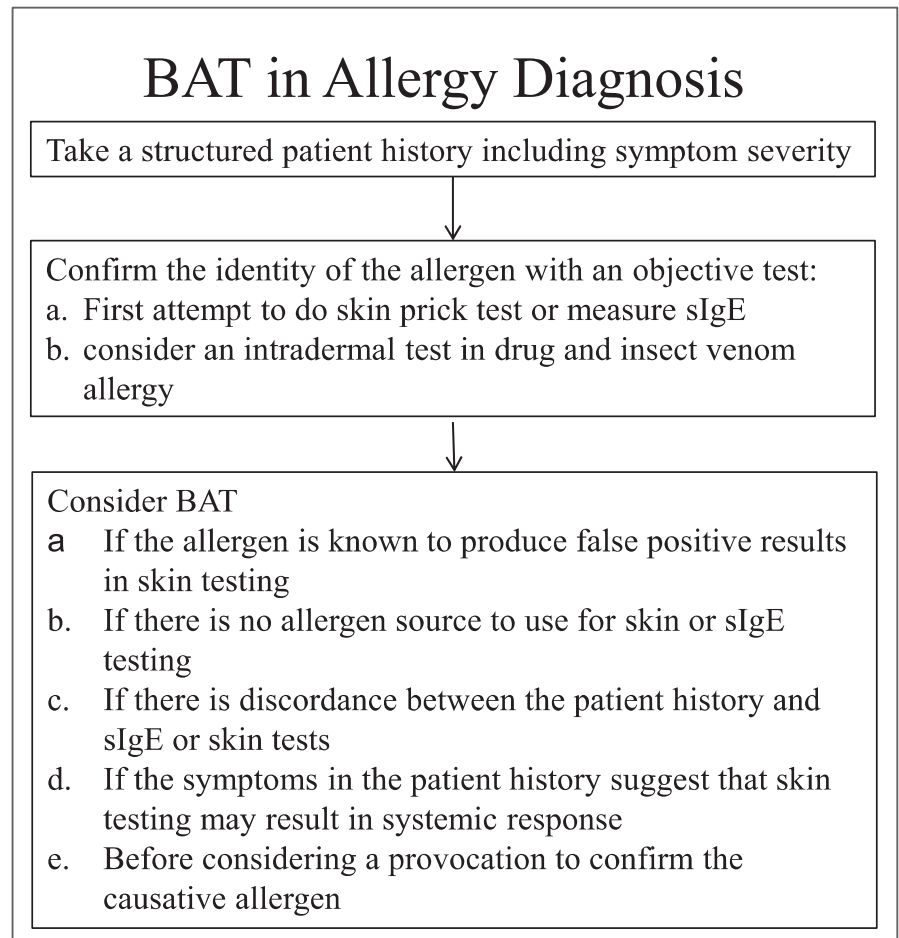 BAT in Allergy Diagnosis
Take a structured patient history including symptom severity
Confirm the identity of the allergen with an objective test:
a. First attempt to do skin prick test or measure sIgE
b. consider an intradermal test in drug and insect venom
allergy
Consider BAT
a If the allergen is known to produce false positive results
in skin testing
b. If there is no allergen source to use for skin or sIgE
testing
c. If there is discordance between the patient history and
sIgE or skin tests
d. If the symptoms in the patient history suggest that skin
testing may result in systemic response
e. Before considering a provocation to confirm the
causative allergen